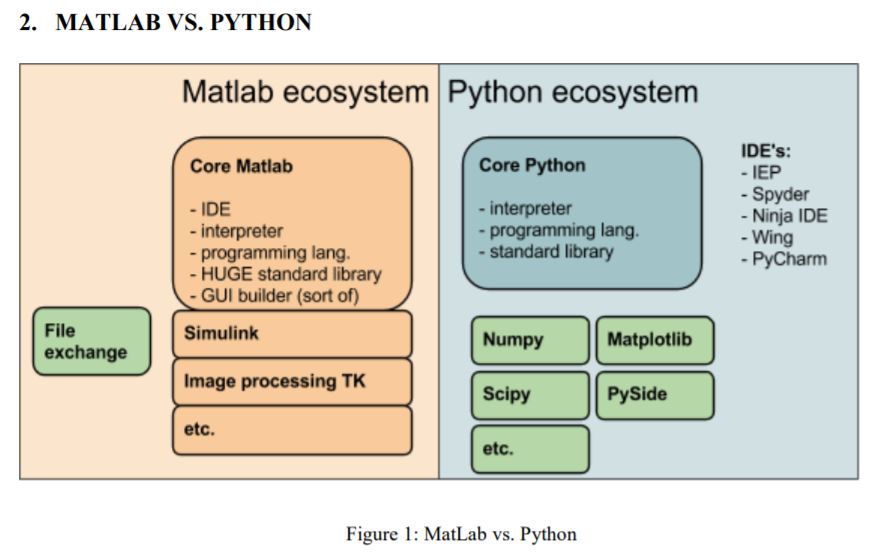 2. MATLAB VS. PYTHON
Matlab ecosystem
Core Matlab
- IDE
- interpreter
- programming lang.
- HUGE standard library
- GUI builder (sort of)
File
exchange
Simulink
Image processing TK
etc.
Python ecosystem
Core Python
- interpreter
- programming lang.
- standard library
IDE's:
- IEP
- Spyder
- Ninja IDE
- Wing
- PyCharm
Numpy
Matplotlib
Scipy
PySide
etc.
Figure 1: MatLab vs. Python